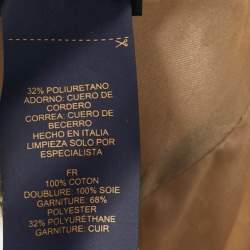 32% POLIURETANO
ADORNO: CUERO DE
CORDERO
CORREA: CUERO DE
BECERRO
HECHO EN ITALIA
LIMPIEZA SOLO POR
ESPECIALISTA
FR
100% COTON
DOUBLURE: 100% SOIE
GARNITURE: 68%
POLYESTER
32% POLYURETHANE
GARNITURE: CUIR